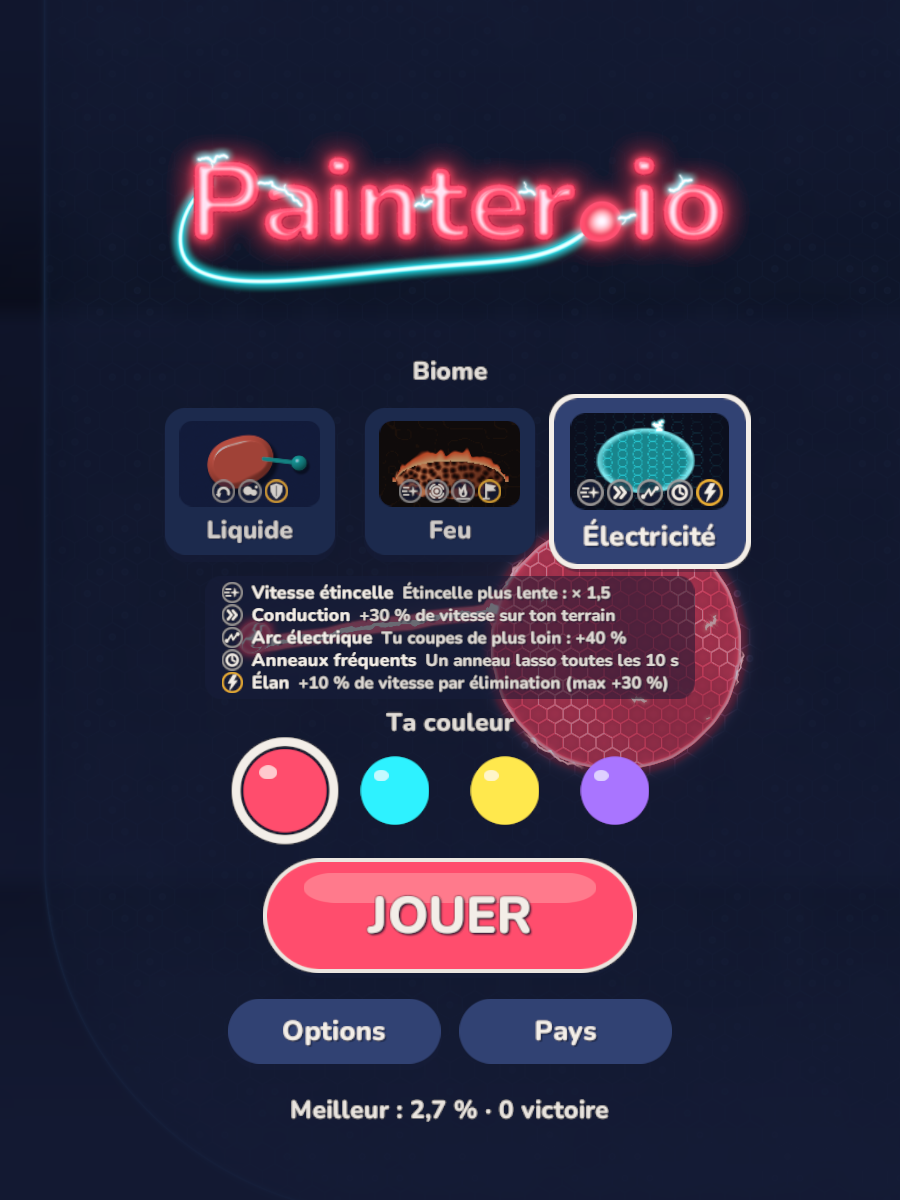 Painter.io
Biome
Liquide
Feu
Électricité
Vitesse étincelle Étincelle plus lente : × 1,5
Conduction +30 % de vitesse sur ton terrain
Arc électrique Tu coupes de plus loin : +40 %
Anneaux fréquents Un anneau lasso toutes les 10 s
Élan +10 % de vitesse par élimination (max +30 %)
Ta couleur
JOUER
Options
Pays
Meilleur : 2,7 % · 0 victoire